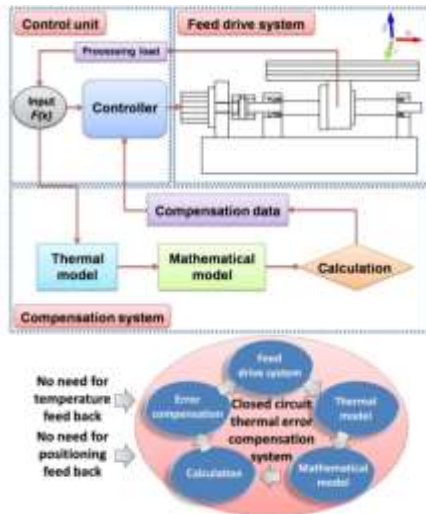 Control unit
Feed drive system
Processing load
Input
F(x)
Controller
Compensation data
Thermal
model
Mathematical
model
Calculation
Compensation system
No need for
temperature
feed back
No need for
positioning
feed back
Feed
drive system
Error
compensation
Thermal
model
Closed circuit
thermal error
compensation
system
Calculation
Mathematical
model